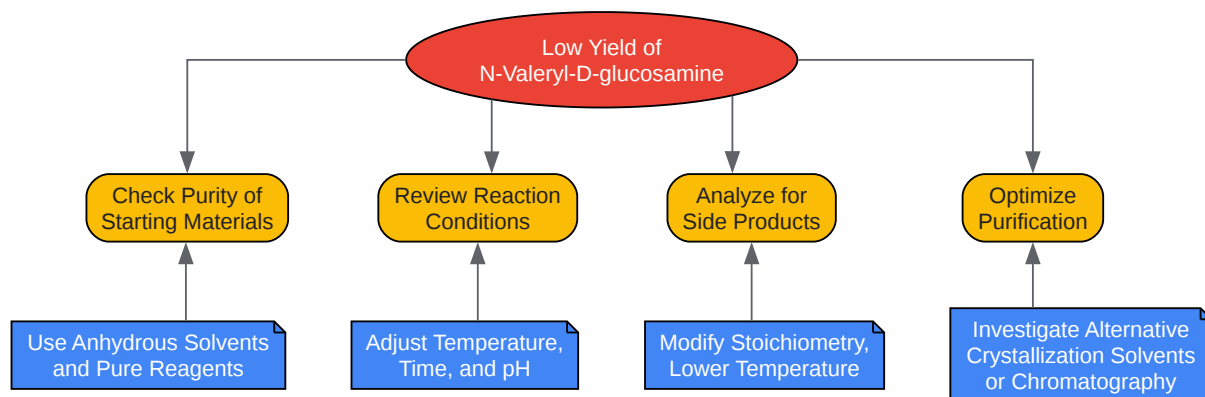 Low Yield of
N-Valeryl-D-glucosamine
Check Purity of
Starting Materials
Review Reaction
Conditions
Analyze for
Side Products
Optimize
Purification
Use Anhydrous Solvents
and Pure Reagents
Adjust Temperature,
Time, and pH
Modify Stoichiometry,
Lower Temperature
Investigate Alternative
Crystallization Solvents
or Chromatography